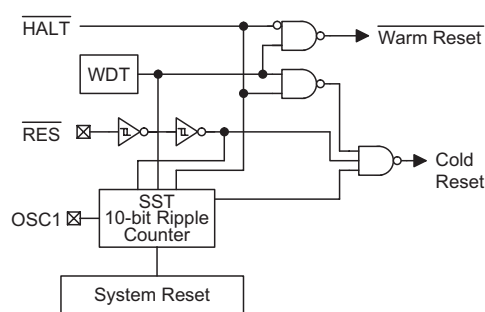 HALT
Warm Reset
WDT
RES
Cold
Reset
SST
OSC1
10-bit Ripple
Counter
System Reset